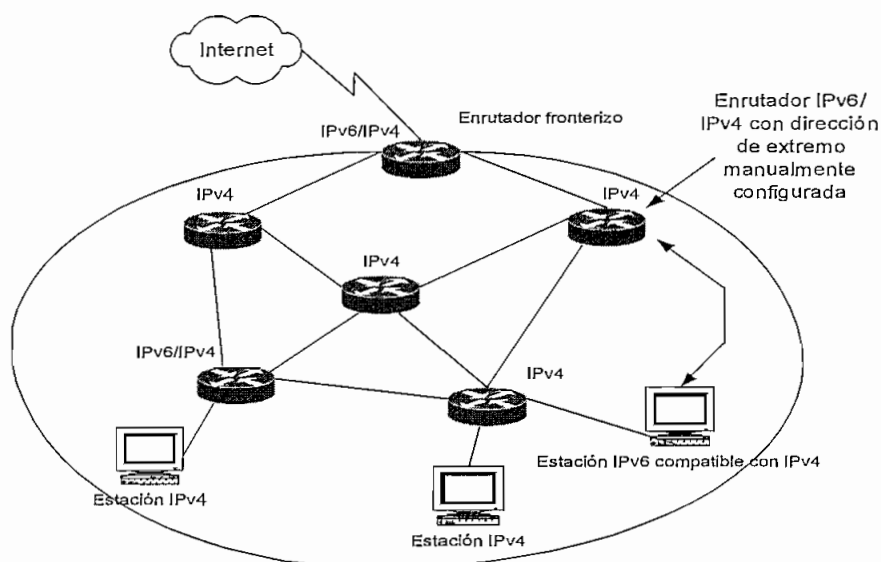 Internet
IPv6/IPv4
Enrutador fronterizo
Enrutador IPv6/
IPv4 con dirección
de extremo
manualmente
configurada
IPv4
IPv4
IPv4
IPv6/IPv4
IPv4
Estación IPv6 compatible con IPv4
Estación IPv4
Estación IPv4